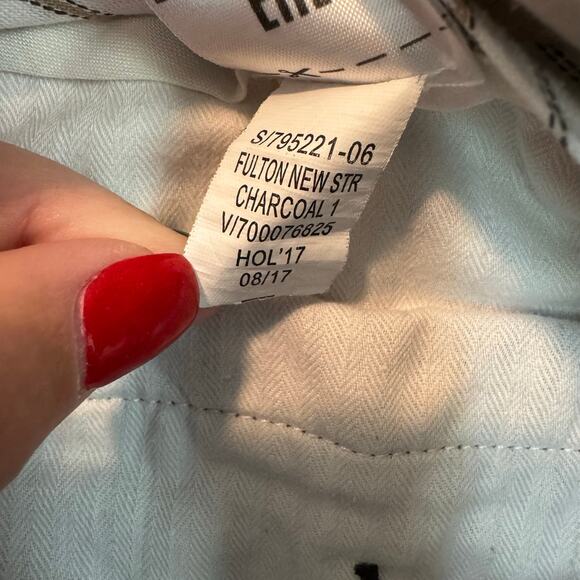 S/795221-06
FULTON NEW STR
CHARCOAL 1
V/700076825
HOL'17
08/17